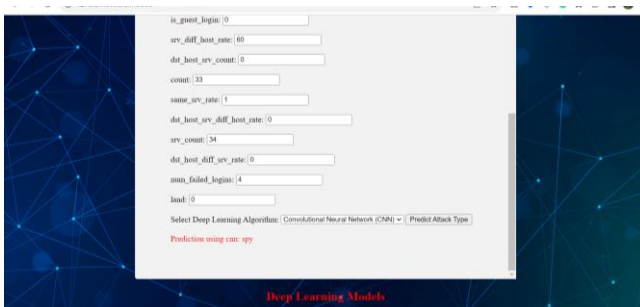 is_guest_login: 0
srv_diff_host_rate: 60
dst_host_srv_count: 0
count: 33
same_srv_rate: 1
dst_host_srv_diff_host_rate: 0
srv_count: 34
dst_host_diff_srv_rate: 0
num_failed_logins: 4
land: 0
Select Deep Learning Algorithm: Convolutional Neural Network (CNN) Predict Attack Type
Prediction using cnn: spy
Deep Learning Models